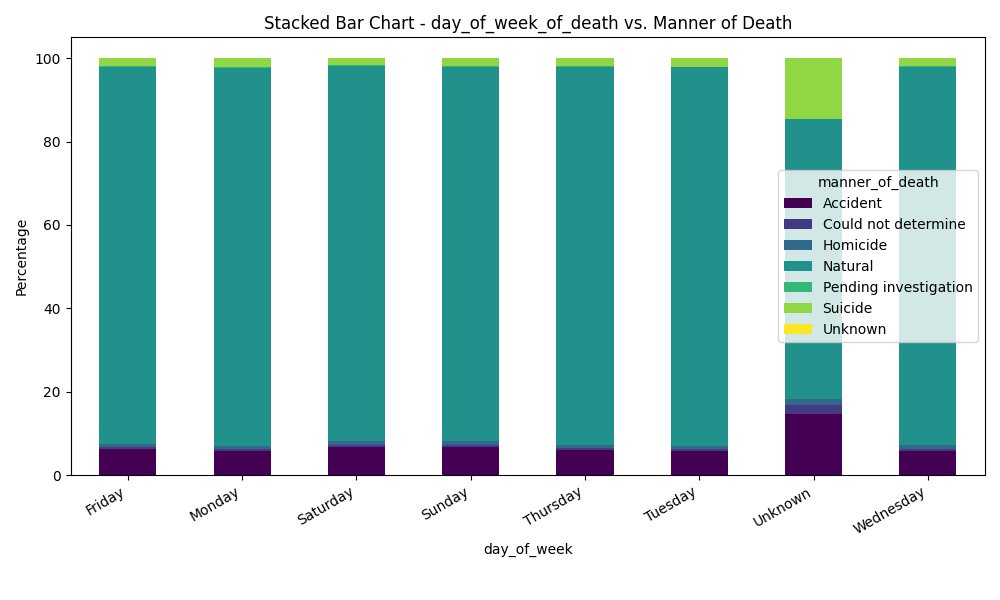 Stacked Bar Chart - day_of_week_of_death vs. Manner of Death
Percentage
100
80
60
40
20
0
manner_of_death
Accident
Could not determine
Homicide
Natural
Pending investigation
Suicide
Unknown
Friday
Monday
Saturday
Sunday
Thursday
Tuesday
Unknown
Wednesday
day_of_week